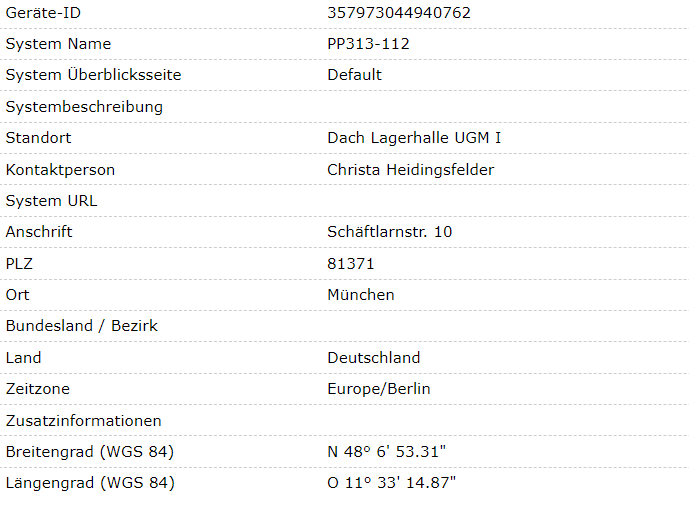 Geräte-ID 357973044940762
System Name PP313-112
System Überblicksseite Default
Systembeschreibung
Standort Dach Lagerhalle UGM I
Kontaktperson Christa Heidingsfelder
System URL
Anschrift Schäftlarnstr. 10
PLZ 81371
Ort München
Bundesland / Bezirk
Land Deutschland
Zeitzone Europe/Berlin
Zusatzinformationen
Breitengrad (WGS 84) N 48° 6' 53.31"
Längengrad (WGS 84) O 11° 33' 14.87"